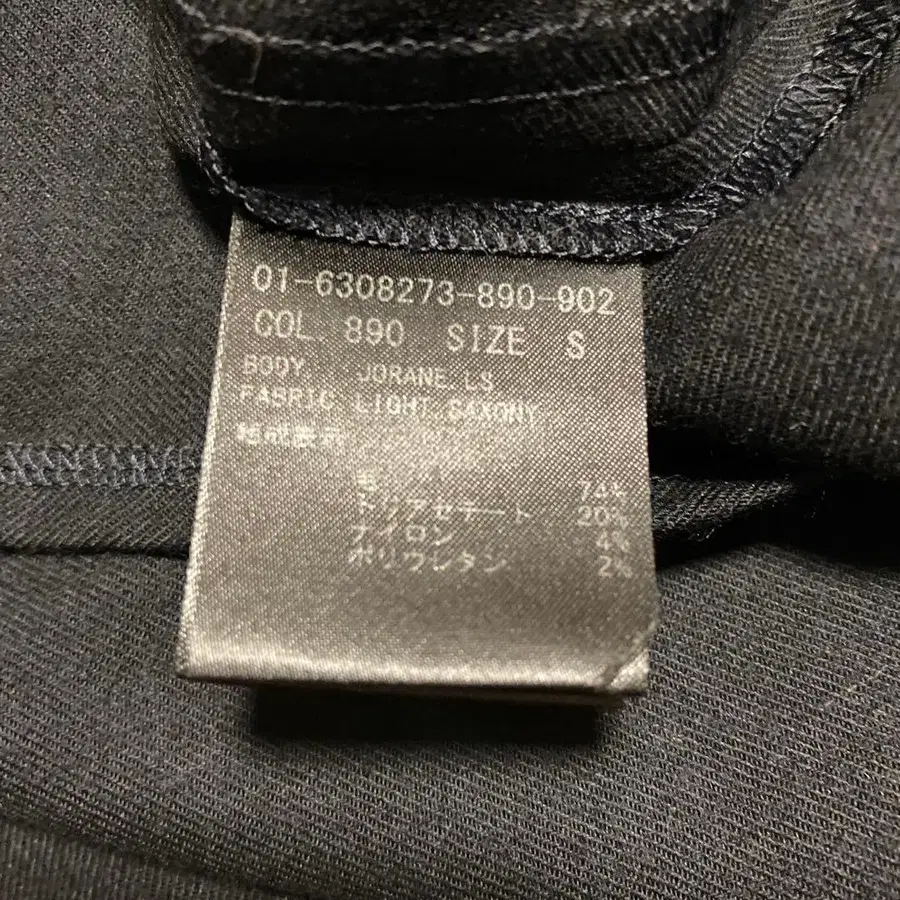 01-6308273-890-902
COL. 890 SIZE S
BODY. JORANE.LS
FABRIC LIGHT.SAXONY
組成表示
毛 74%
トリアセテート 20%
ナイロン 4%
ポリウレタン 2%